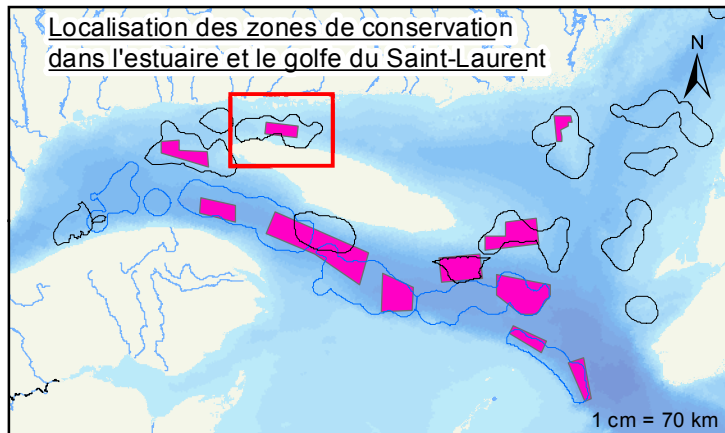 Localisation des zones de conservation
dans l'estuaire et le golfe du Saint-Laurent
N
1 cm = 70 km